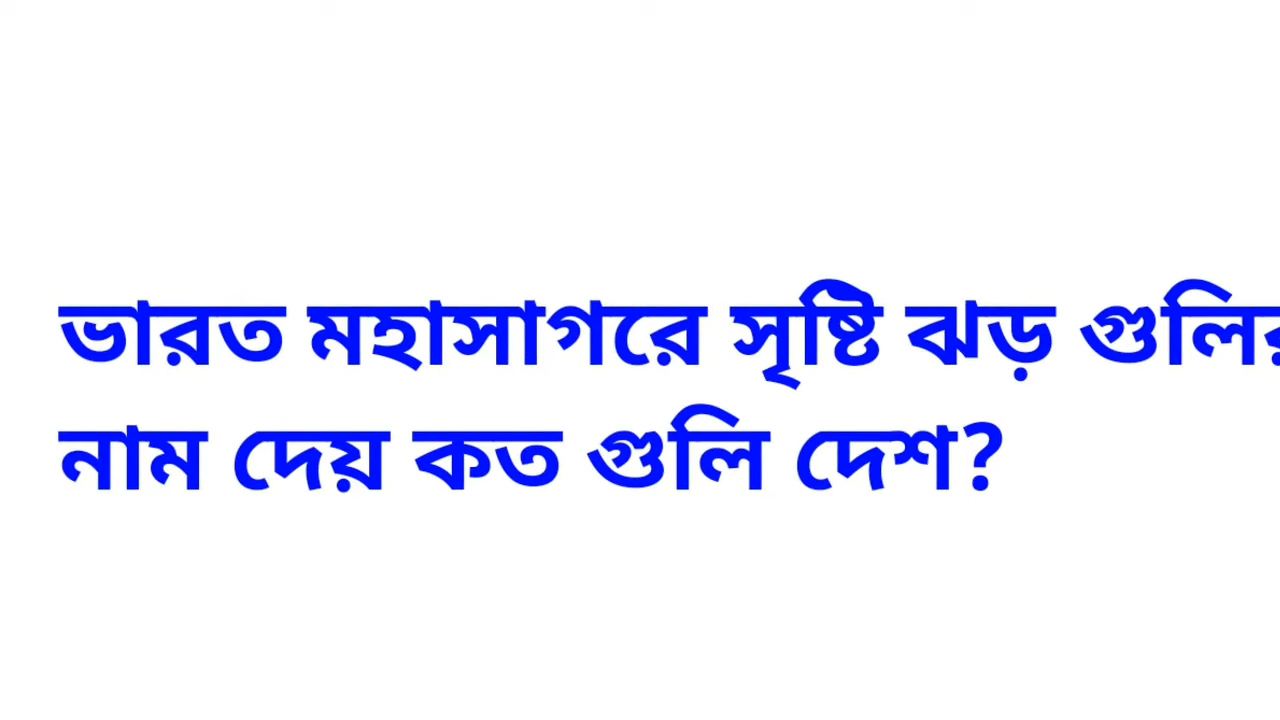 ভারত মহাসাগরে সৃষ্টি ঝড় গুলির
নাম দেয় কত গুলি দেশ?